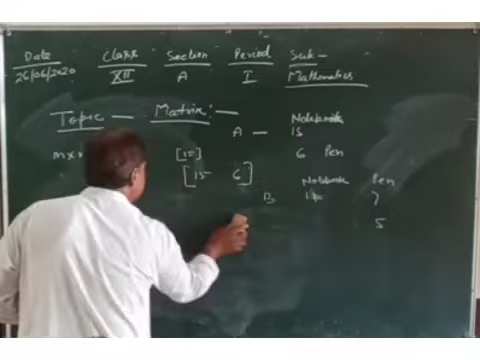 Date Class Section Period Sub -
26/06/2020 XII A I Mathematics
Topic — Matrix : — Notebook
A — 15
[15] 6 Pen
[15 6]
Notebook Pen
B 7
5